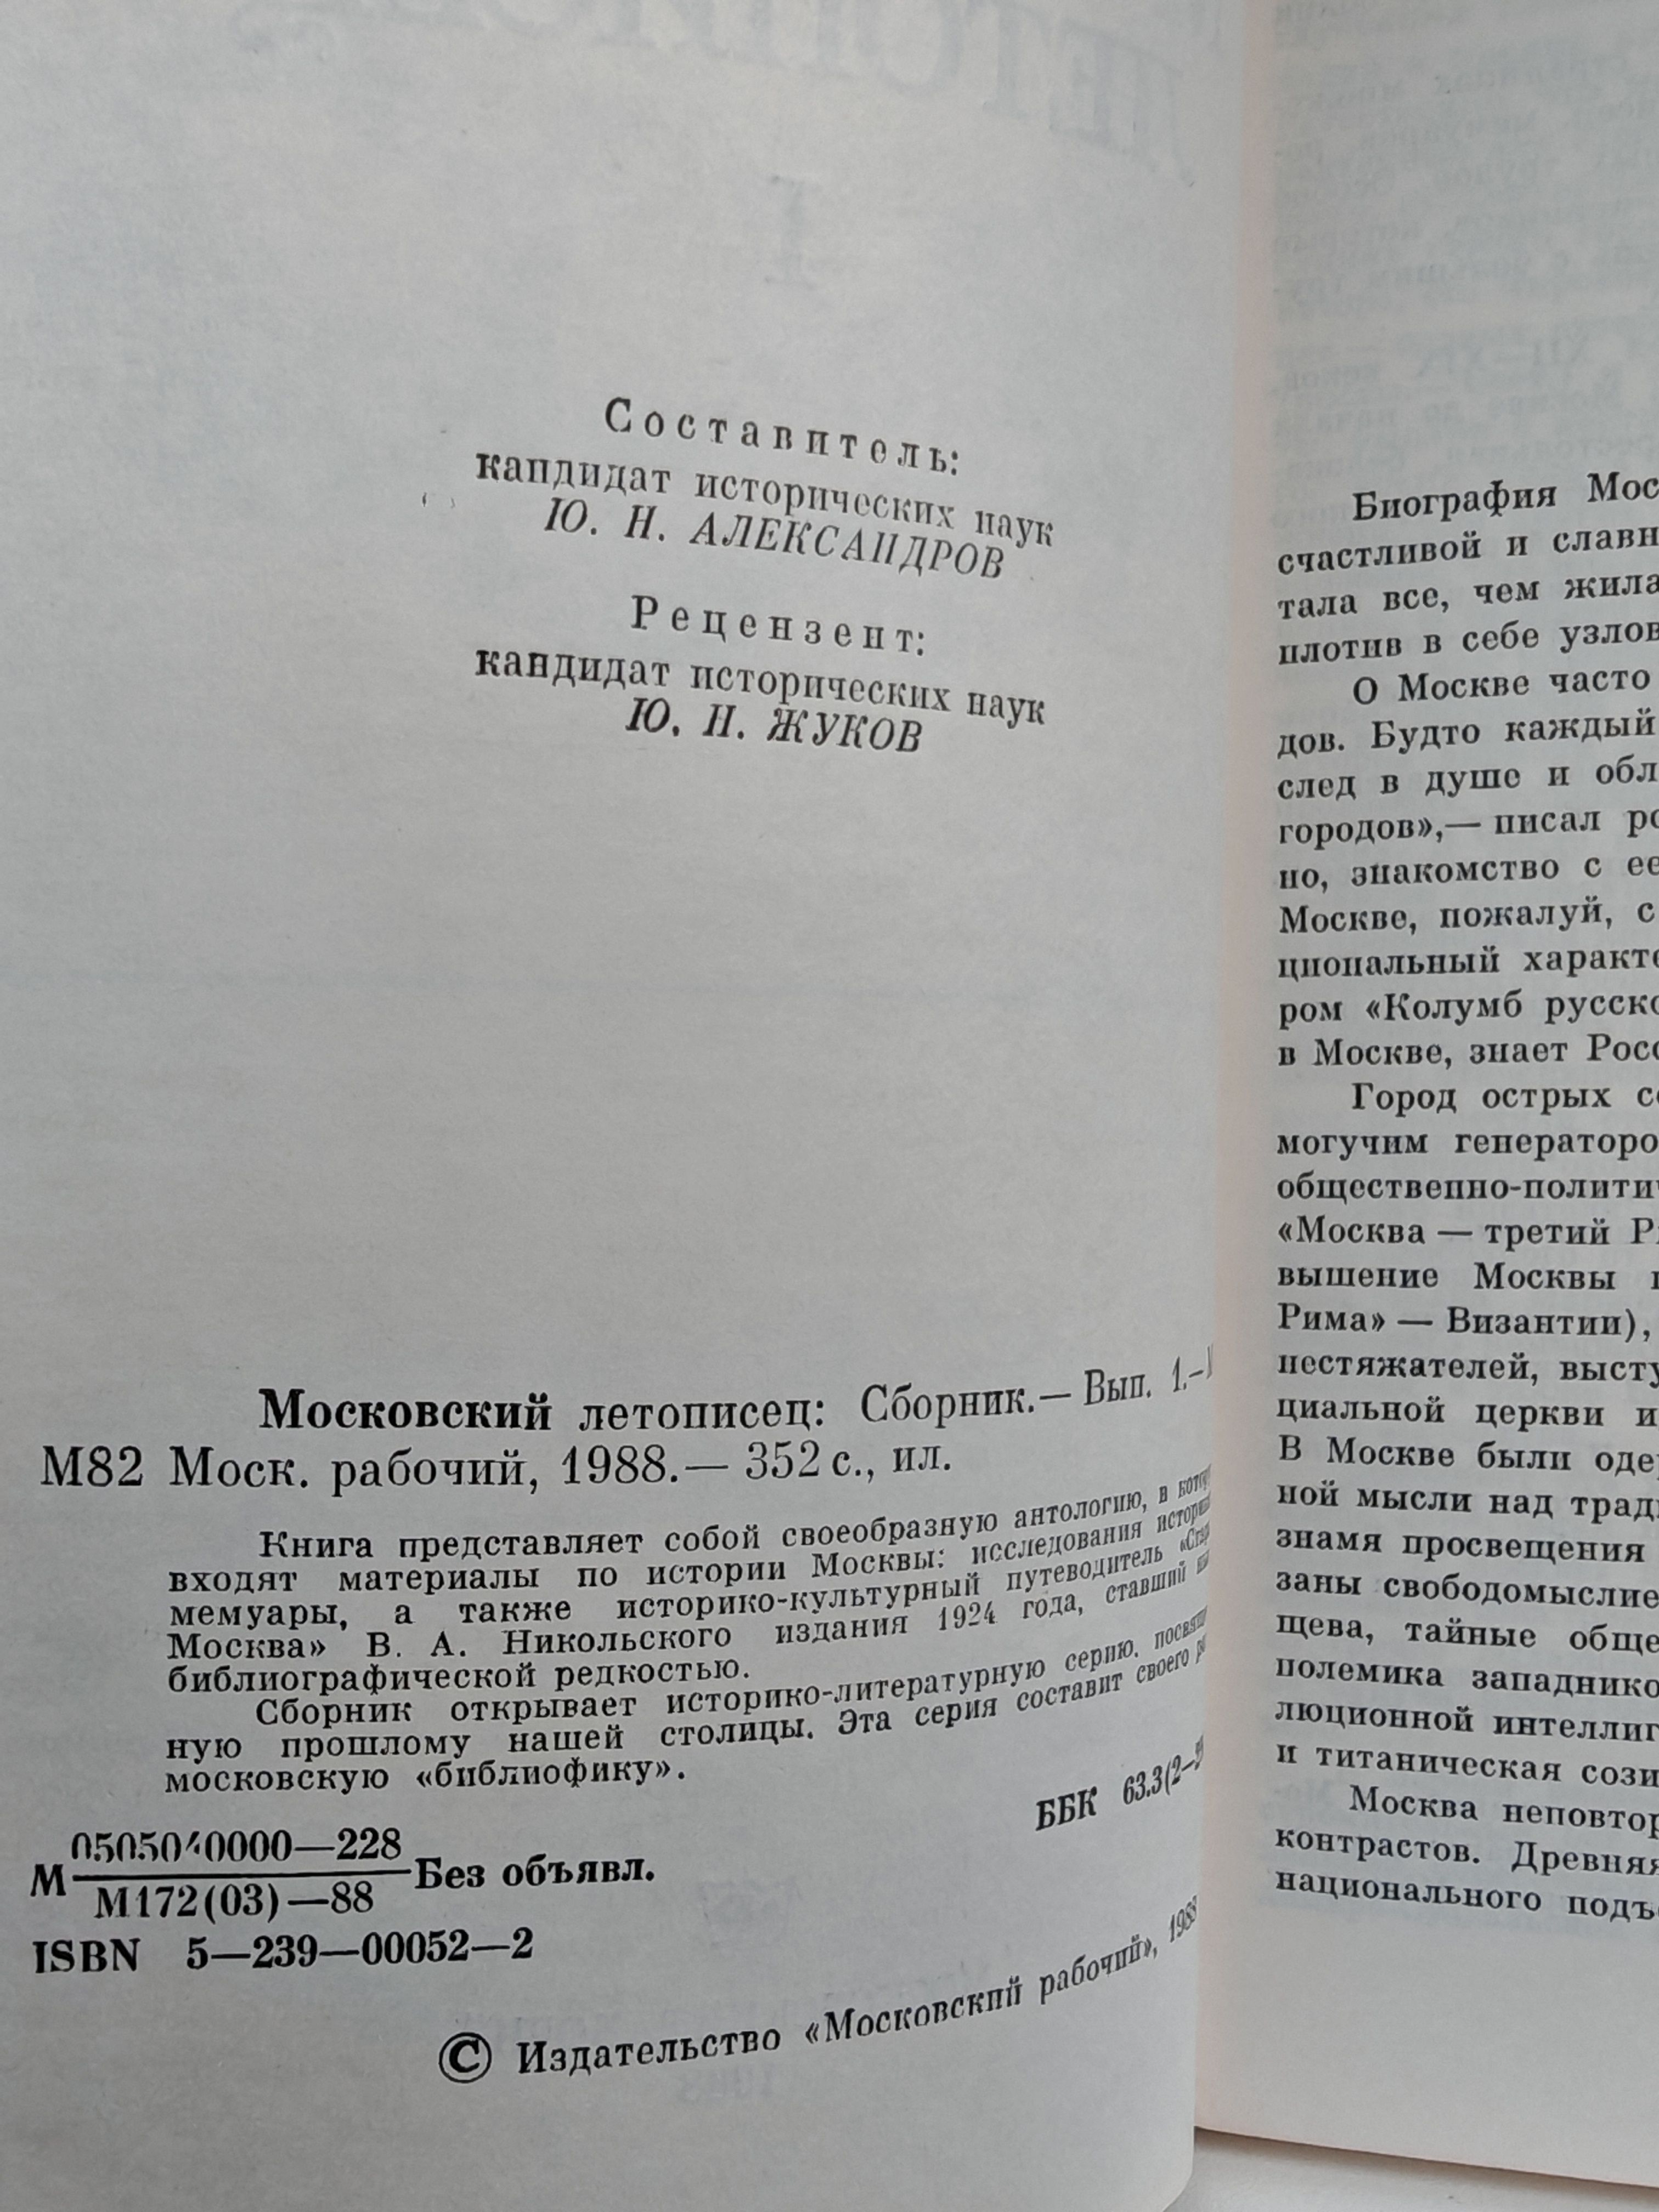 Составитель:
кандидат исторических наук
Ю. Н. АЛЕКСАНДРОВ
Рецензент:
кандидат исторических наук
Ю. Н. ЖУКОВ
Московский летописец: Сборник.— Вып. 1.—
М82 Моск. рабочий, 1988.— 352 с., ил.
Книга представляет собой своеобразную антологию, в
входят материалы по истории Москвы: исследования
мемуары, а также историко-культурный путеводитель
Москва» В. А. Никольского издания 1924 года, ставший
библиографической редкостью.
Сборник открывает историко-литературную серию,
ную прошлому нашей столицы. Эта серия составит своего
московскую «библиофику».
ББК 63.3(2—
М 0505040000—228 Без объявл.
М172(03)—88
ISBN 5—239—00052—2
© Издательство «Московский рабочий», 1988
Биография Мос
счастливой и славн
тала все, чем жила
плотив в себе узлов
О Москве часто
дов. Будто каждый
след в душе и обл
городов»,— писал
но, знакомство с ее
Москве, пожалуй, с
циональный характе
ром «Колумб русско
в Москве, знает Росс
Город острых
могучим генераторо
общественно-полити
«Москва — третий
вышение Москвы
Рима» — Византии),
нестяжателей, высту
циальной церкви и
В Москве были
ной мысли над
знамя просвещения
заны свободомыслие
щева, тайные обще
полемика западнико
люционной интеллиг
и титаническая сози
Москва неповтор
контрастов. Древняя
национального подъ